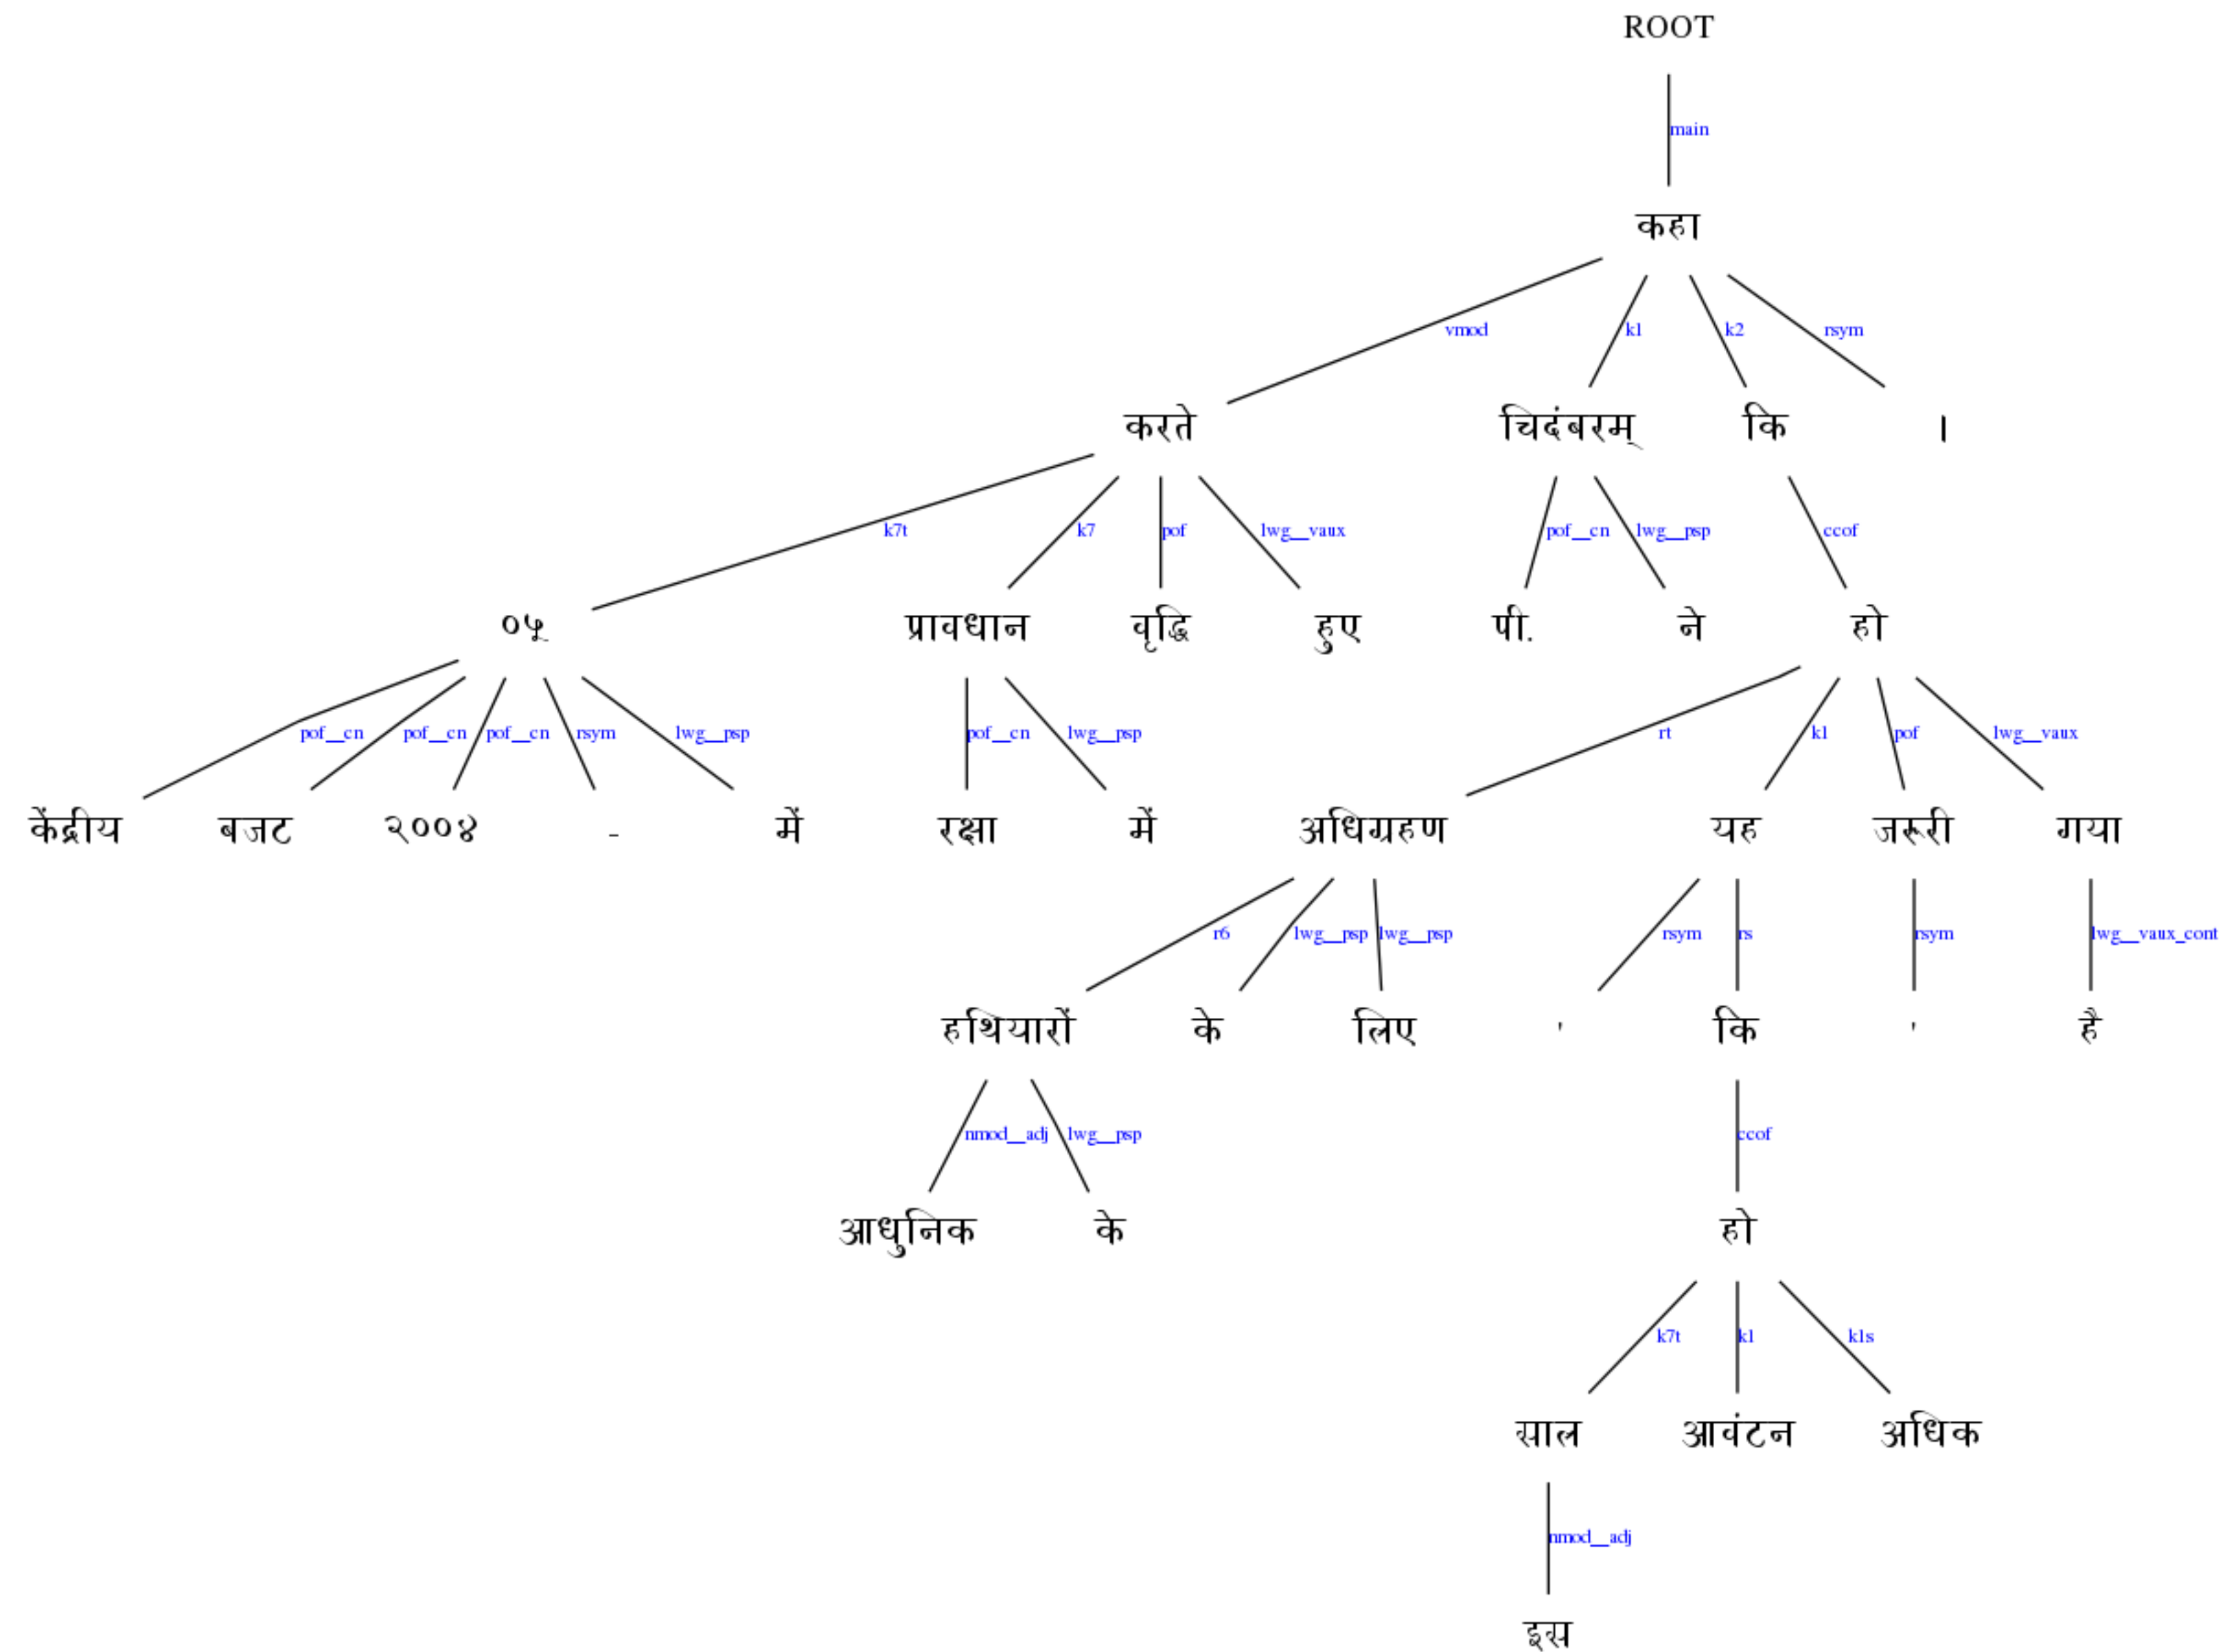 ROOT
main
कहा
vmod k1 k2 rsym
करते चिदंबरम् कि ।
k7t k7 pof lwg__vaux pof__cn lwg__psp ccof
०५ प्रावधान वृद्धि हुए पी. ने हो
pof__cn pof__cn pof__cn rsym lwg__psp pof__cn lwg__psp rt k1 pof lwg__vaux
केंद्रीय बजट २००४ - में रक्षा में अधिग्रहण यह जरूरी गया
r6 lwg__psp lwg__psp rsym rs rsym lwg__vaux_cont
हथियारों के लिए ' कि ' है
nmod__adj lwg__psp ccof
आधुनिक के हो
k7t k1 k1s
साल आवंटन अधिक
nmod__adj
इस